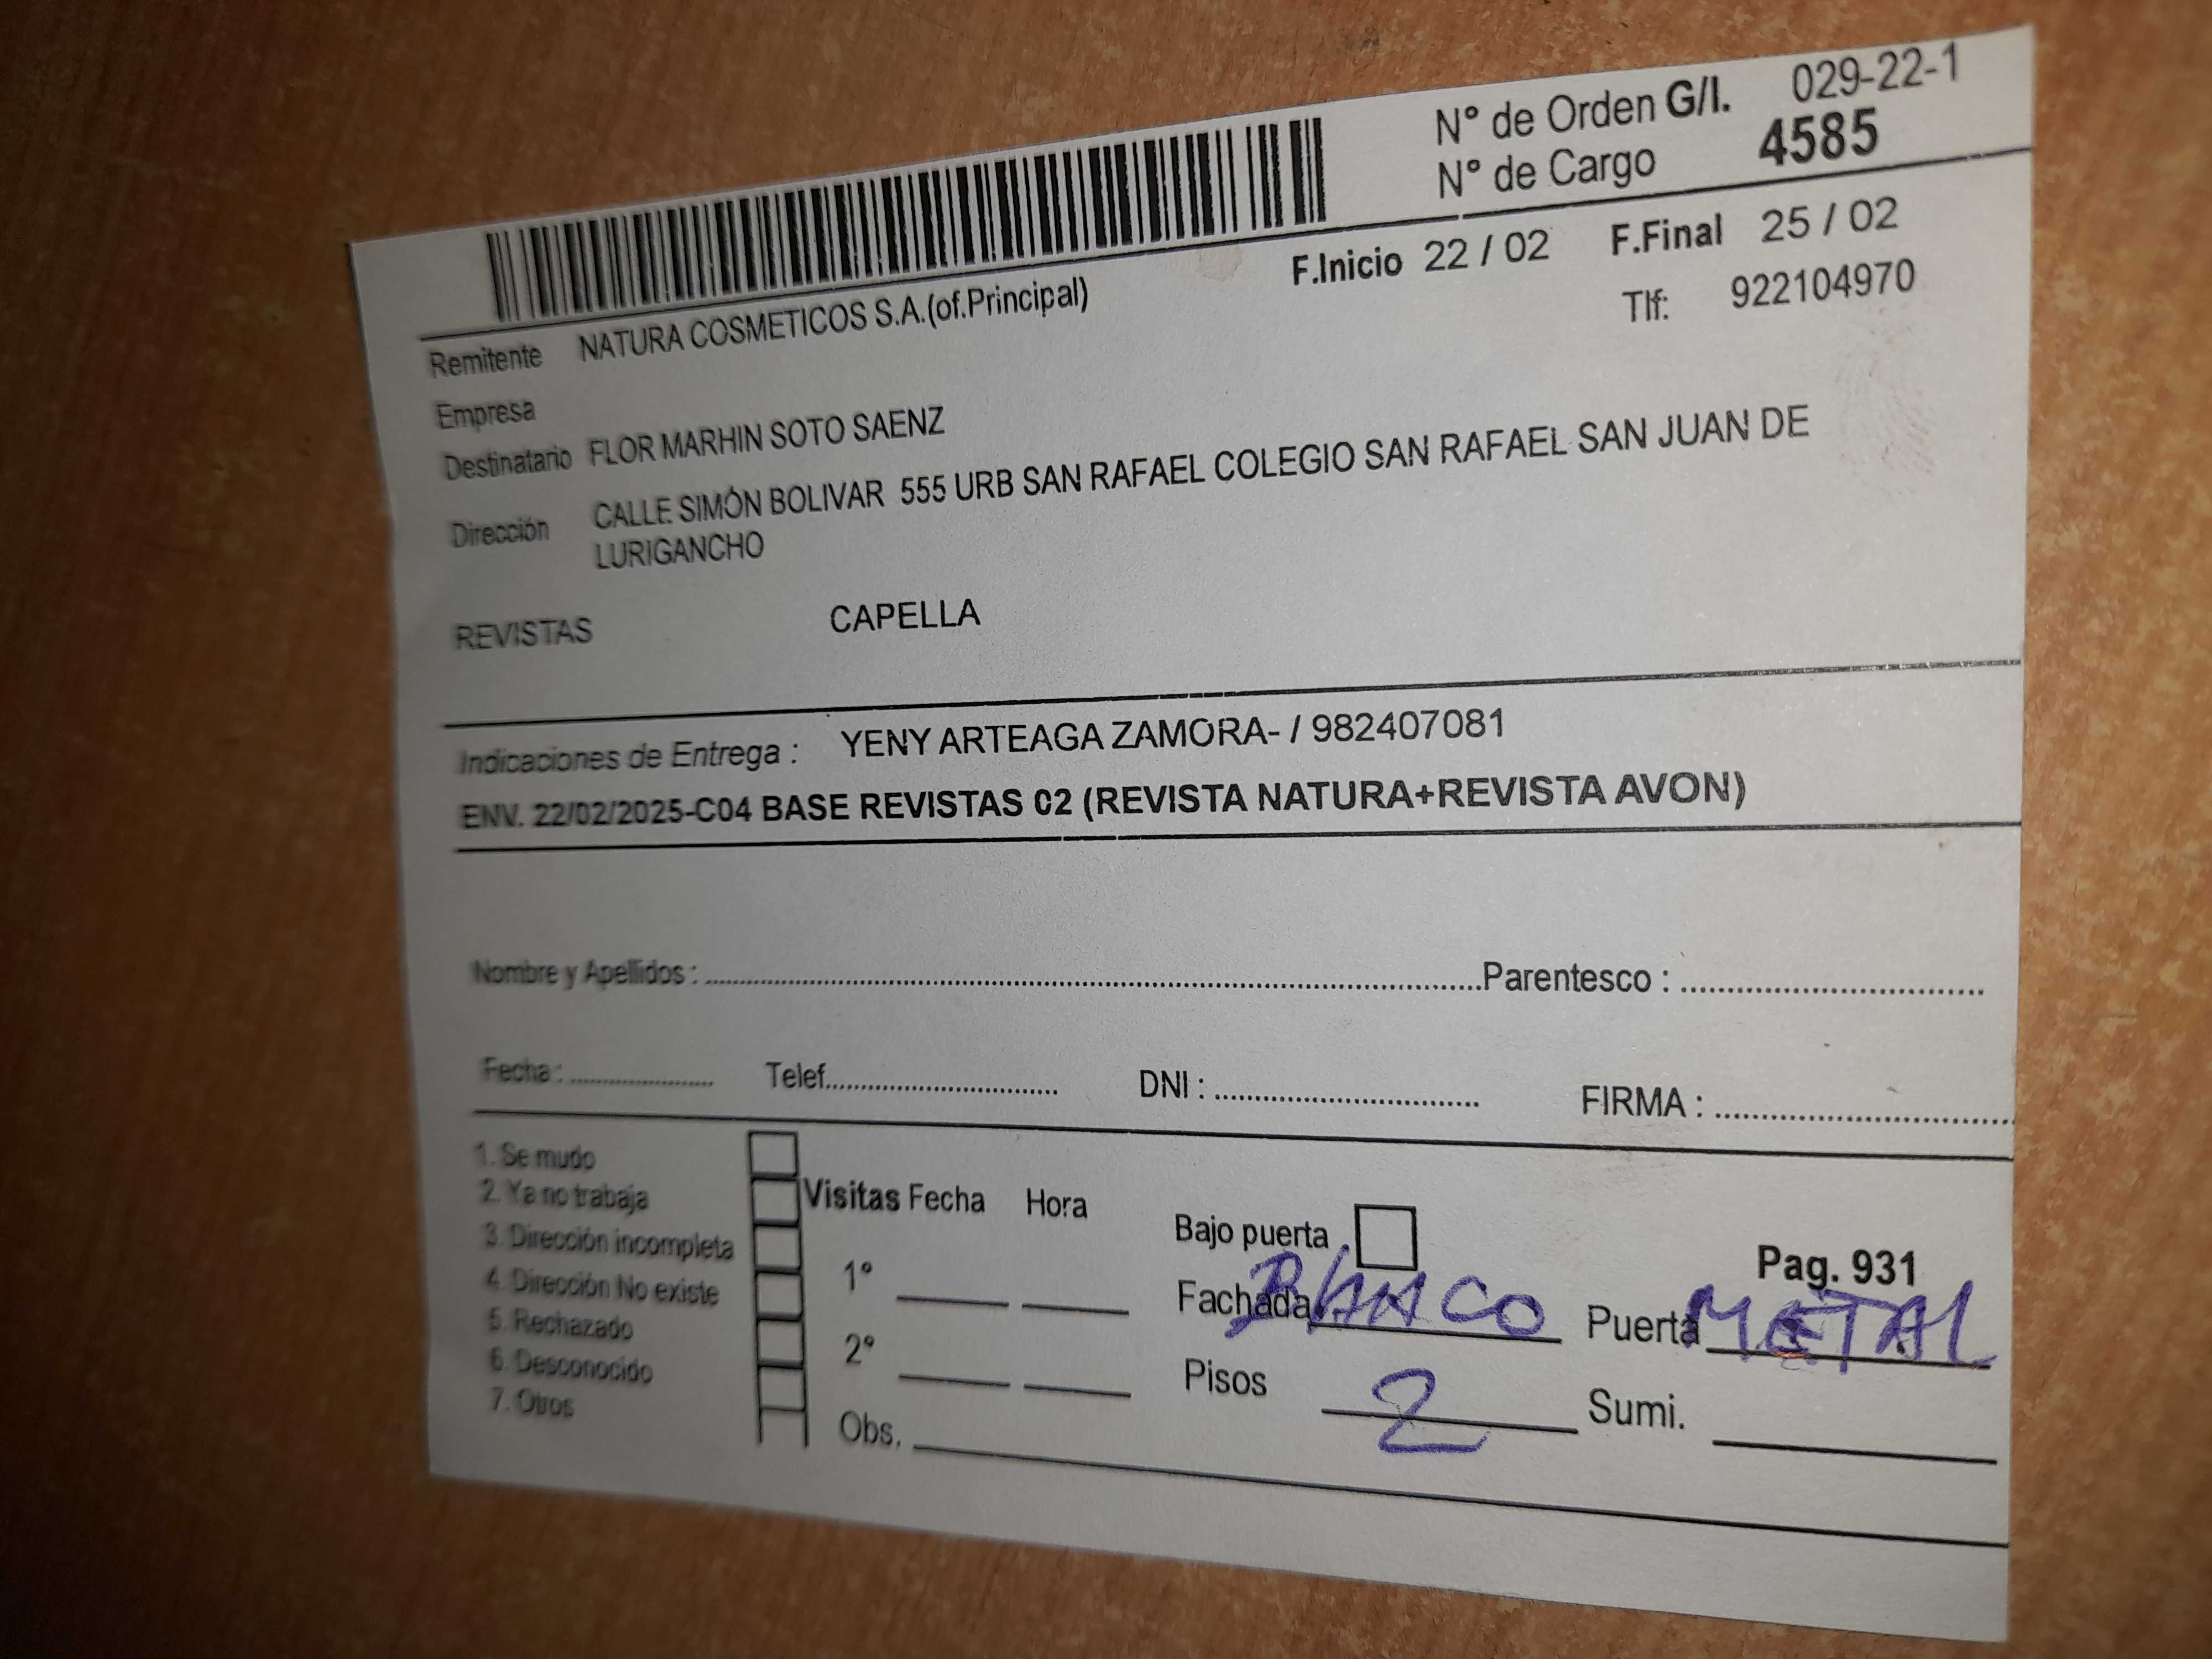 N° de Orden G/I. 029-22-1
N° de Cargo 4585
F.Inicio 22 / 02 F.Final 25 / 02
Tlf: 922104970
Remitente NATURA COSMETICOS S.A.(of.Principal)
Empresa
Destinatario FLOR MARHIN SOTO SAENZ
Dirección CALLE SIMÓN BOLIVAR 555 URB SAN RAFAEL COLEGIO SAN RAFAEL SAN JUAN DE
LURIGANCHO
REVISTAS CAPELLA
Indicaciones de Entrega : YENY ARTEAGA ZAMORA- / 982407081
ENV. 22/02/2025-C04 BASE REVISTAS 02 (REVISTA NATURA+REVISTA AVON)
Nombre y Apellidos : Parentesco :
Fecha : Telef. DNI : FIRMA :
1. Se mudo
2. Ya no trabaja
3. Dirección incompleta
4. Dirección No existe
5. Rechazado
6. Desconocido
7. Otros
Visitas Fecha Hora
1°
2°
Obs.
Bajo puerta
Pag. 931
Fachada BLANCO Puerta METAL
Pisos 2 Sumi.